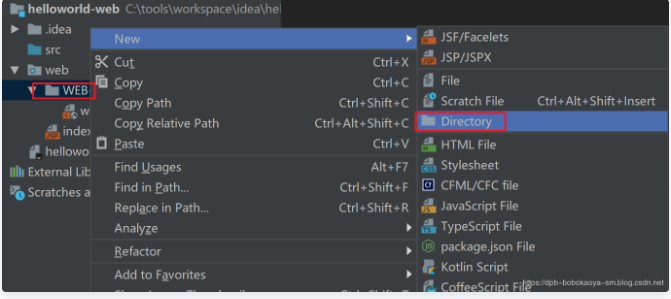 helloworld-web C:\tools\workspace\idea\hel
.idea
src
web
WEB
w
index
hellowo
External Lib
Scratches a
New
Cut Ctrl+X
Copy Ctrl+C
Copy Path Ctrl+Shift+C
Copy Relative Path Ctrl+Alt+Shift+C
Paste Ctrl+V
Find Usages Alt+F7
Find in Path... Ctrl+Shift+F
Replace in Path... Ctrl+Shift+R
Analyze
Refactor
Add to Favorites
JSF/Facelets
JSP/JSPX
File
Scratch File Ctrl+Alt+Shift+Insert
Directory
HTML File
Stylesheet
CFML/CFC file
JavaScript File
TypeScript File
package.json File
Kotlin Script
CoffeeScript File
https://dpb-bobokaoya-sm.blog.csdn.net